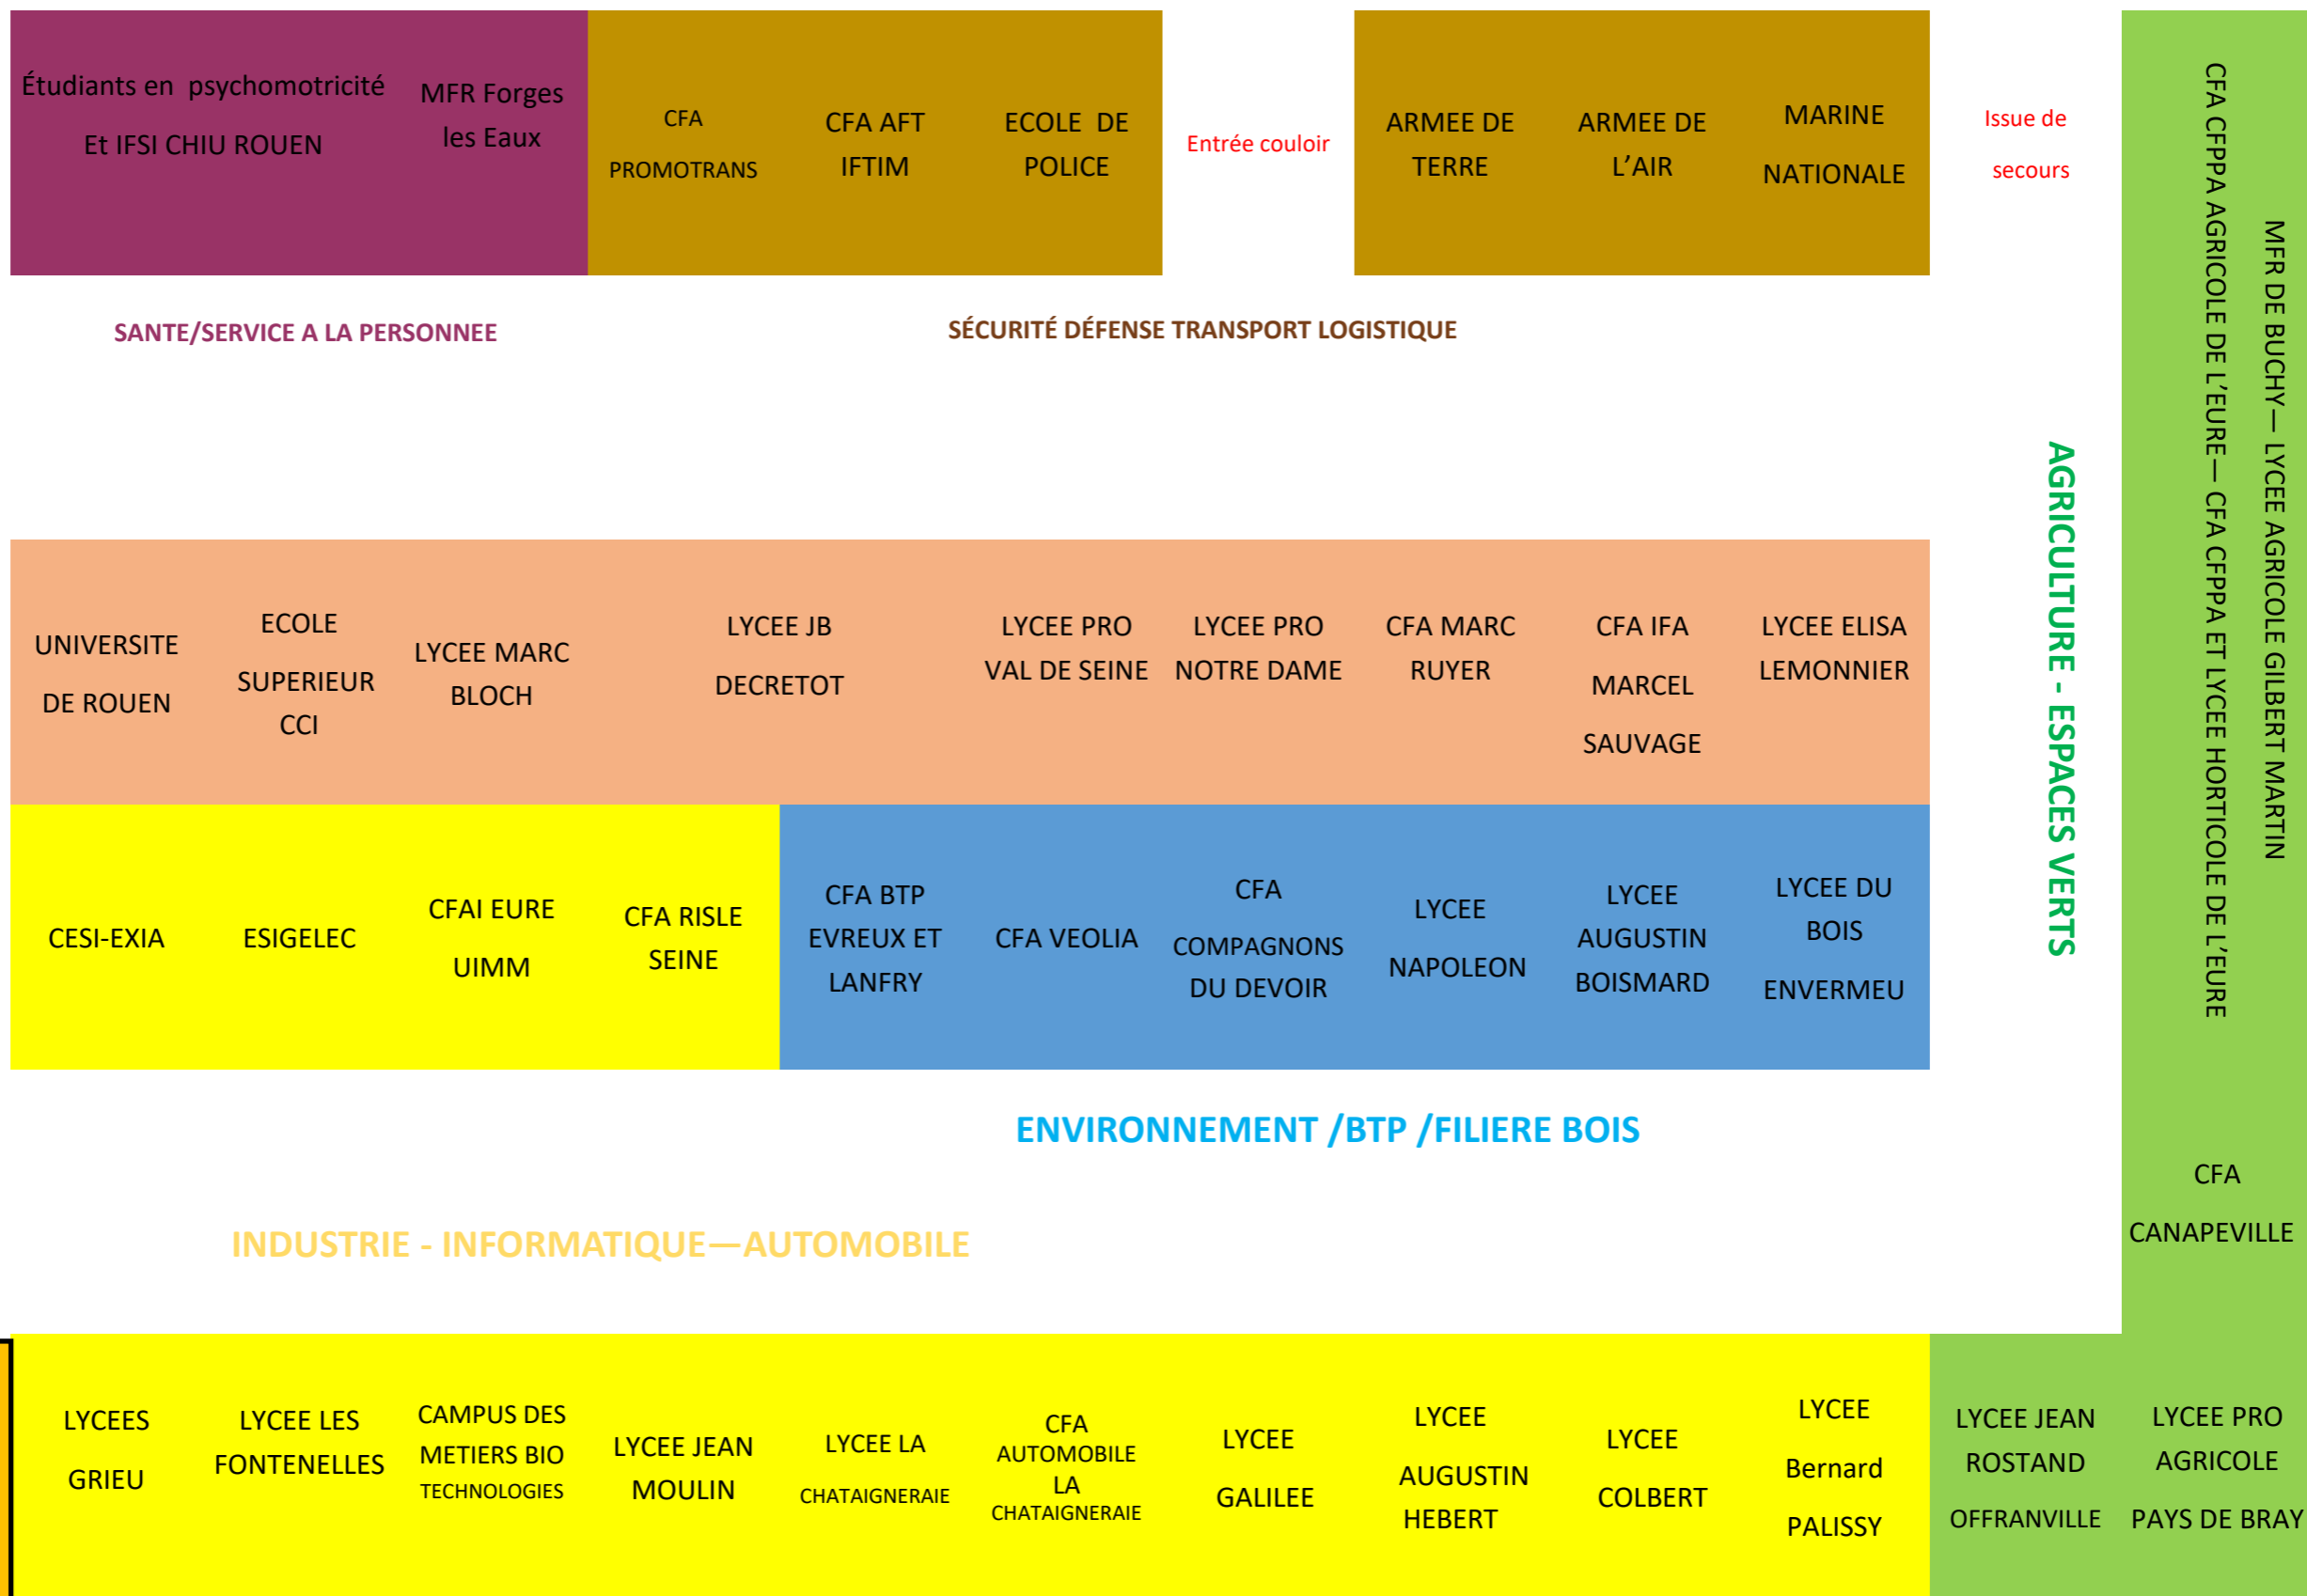 Étudiants en psychomotricité
Et IFSI CHIU ROUEN
MFR Forges
les Eaux
CFA
PROMOTRANS
CFA AFT
IFTIM
ECOLE DE
POLICE
Entrée couloir
ARMEE DE
TERRE
ARMEE DE
L'AIR
MARINE
NATIONALE
Issue de
secours
MFR DE BUCHY— LYCEE AGRICOLE GILBERT MARTIN
CFA CFPPA AGRICOLE DE L'EURE— CFA CFPPA ET LYCEE HORTICOLE DE L'EURE
SANTE/SERVICE A LA PERSONNEE
SÉCURITÉ DÉFENSE TRANSPORT LOGISTIQUE
AGRICULTURE - ESPACES VERTS
UNIVERSITE
DE ROUEN
ECOLE
SUPERIEUR
CCI
LYCEE MARC
BLOCH
LYCEE JB
DECRETOT
LYCEE PRO
VAL DE SEINE
LYCEE PRO
NOTRE DAME
CFA MARC
RUYER
CFA IFA
MARCEL
SAUVAGE
LYCEE ELISA
LEMONNIER
CESI-EXIA
ESIGELEC
CFAI EURE
UIMM
CFA RISLE
SEINE
CFA BTP
EVREUX ET
LANFRY
CFA VEOLIA
CFA
COMPAGNONS
DU DEVOIR
LYCEE
NAPOLEON
LYCEE
AUGUSTIN
BOISMARD
LYCEE DU
BOIS
ENVERMEU
ENVIRONNEMENT /BTP /FILIERE BOIS
CFA
CANAPEVILLE
INDUSTRIE - INFORMATIQUE—AUTOMOBILE
LYCEES
GRIEU
LYCEE LES
FONTENELLES
CAMPUS DES
METIERS BIO
TECHNOLOGIES
LYCEE JEAN
MOULIN
LYCEE LA
CHATAIGNERAIE
CFA
AUTOMOBILE
LA
CHATAIGNERAIE
LYCEE
GALILEE
LYCEE
AUGUSTIN
HEBERT
LYCEE
COLBERT
LYCEE
Bernard
PALISSY
LYCEE JEAN
ROSTAND
OFFRANVILLE
LYCEE PRO
AGRICOLE
PAYS DE BRAY